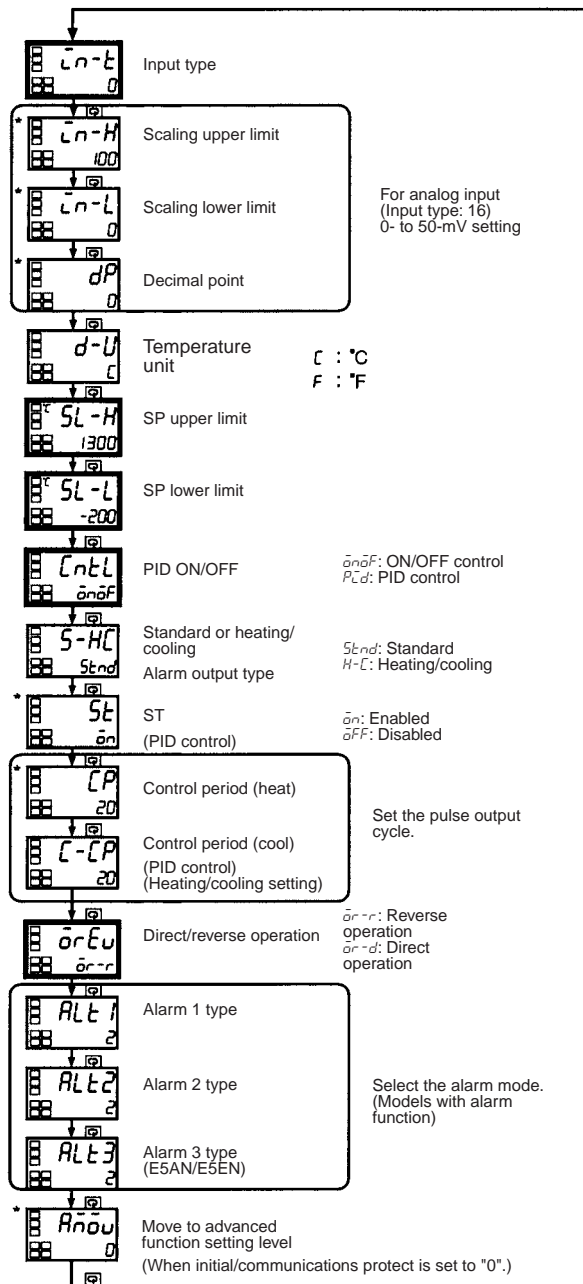 in-t
0
Input type
*
in-H
100
Scaling upper limit
*
in-L
0
Scaling lower limit
For analog input
(Input type: 16)
0- to 50-mV setting
*
dP
0
Decimal point
d-U
C
Temperature
unit
C : °C
F : °F
°C
SL-H
1300
SP upper limit
°C
SL-L
-200
SP lower limit
CntL
onoF
PID ON/OFF
onoF: ON/OFF control
Pid: PID control
S-HC
Stnd
Standard or heating/
cooling
Alarm output type
Stnd: Standard
H-C: Heating/cooling
*
St
on
ST
(PID control)
on: Enabled
oFF: Disabled
*
CP
20
Control period (heat)
Set the pulse output
cycle.
C-CP
20
Control period (cool)
(PID control)
(Heating/cooling setting)
orEv
or-r
Direct/reverse operation
or-r: Reverse
operation
or-d: Direct
operation
ALt1
2
Alarm 1 type
ALt2
2
Alarm 2 type
Select the alarm mode.
(Models with alarm
function)
ALt3
2
Alarm 3 type
(E5AN/E5EN)
*
Amov
0
Move to advanced
function setting level
(When initial/communications protect is set to "0".)